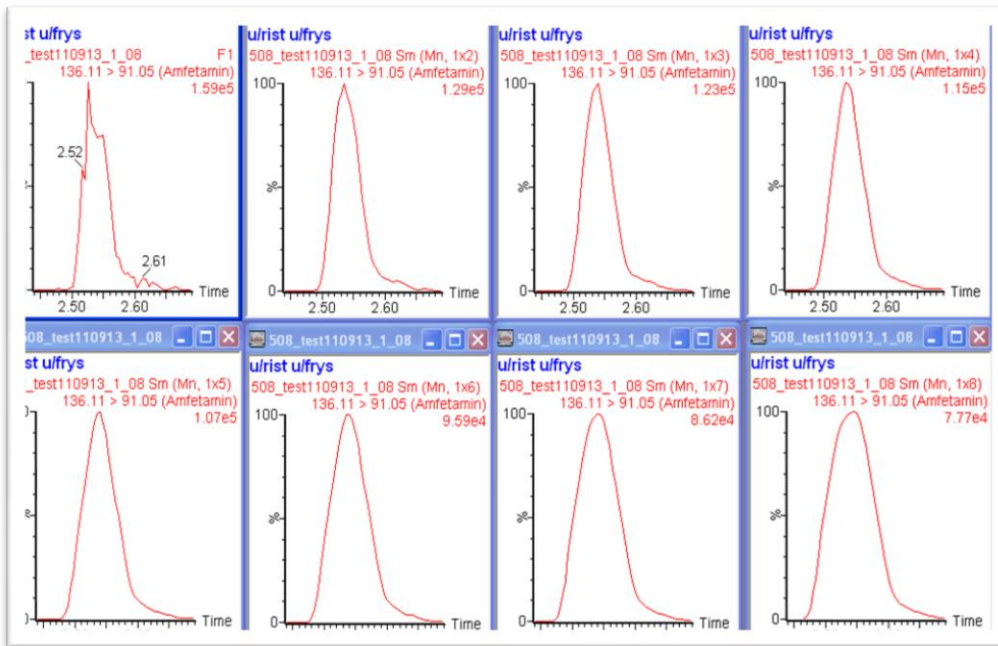 st u/frys
_test110913_1_08 F1
136.11 > 91.05 (Amfetamin)
1.59e5
2.52
2.61
Time
2.50 2.60
u/rist u/frys
508_test110913_1_08 Sm (Mn, 1x2)
136.11 > 91.05 (Amfetamin)
1.29e5
100
%
0
Time
2.50 2.60
u/rist u/frys
508_test110913_1_08 Sm (Mn, 1x3)
136.11 > 91.05 (Amfetamin)
1.23e5
100
%
0
Time
2.50 2.60
u/rist u/frys
508_test110913_1_08 Sm (Mn, 1x4)
136.11 > 91.05 (Amfetamin)
1.15e5
100
%
0
Time
2.50 2.60
508_test110913_1_08
508_test110913_1_08
508_test110913_1_08
508_test110913_1_08
st u/frys
_test110913_1_08 Sm (Mn, 1x5)
136.11 > 91.05 (Amfetamin)
1.07e5
Time
u/rist u/frys
508_test110913_1_08 Sm (Mn, 1x6)
136.11 > 91.05 (Amfetamin)
9.59e4
100
%
0
Time
u/rist u/frys
508_test110913_1_08 Sm (Mn, 1x7)
136.11 > 91.05 (Amfetamin)
8.62e4
100
%
0
Time
u/rist u/frys
508_test110913_1_08 Sm (Mn, 1x8)
136.11 > 91.05 (Amfetamin)
7.77e4
100
%
0
Time